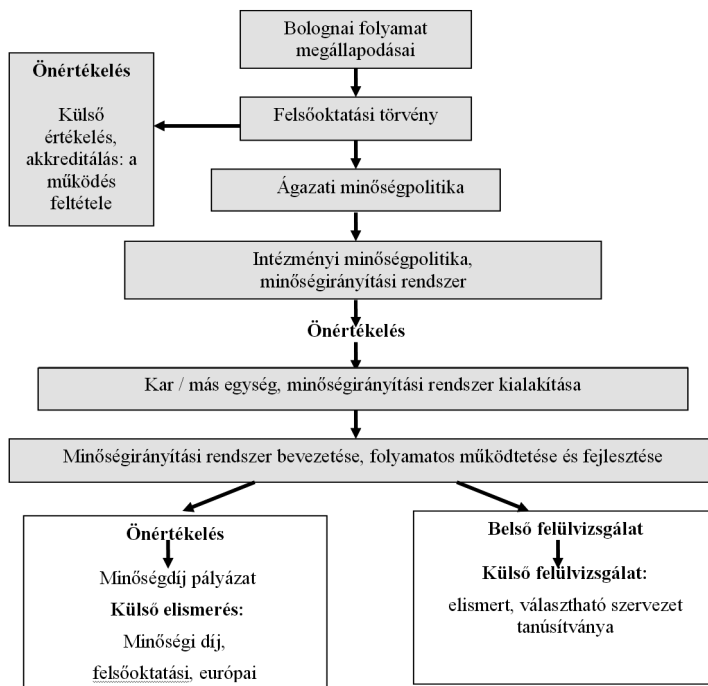 Bolognai folyamat
megállapodásai
Önértékelés
Külső
értékelés,
akkreditálás: a
működés
feltétele
Felsőoktatási törvény
Ágazati minőségpolitika
Intézményi minőségpolitika,
minőségirányítási rendszer
Önértékelés
Kar / más egység, minőségirányítási rendszer kialakítása
Minőségirányítási rendszer bevezetése, folyamatos működtetése és fejlesztése
Önértékelés
Minőségdíj pályázat
Külső elismerés:
Minőségi díj,
felsőoktatási, európai
Belső felülvizsgálat
Külső felülvizsgálat:
elismert, választható szervezet
tanúsítványa